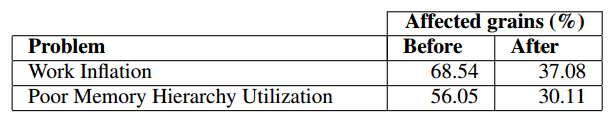 Affected grains (%)
Problem Before After
Work Inflation 68.54 37.08
Poor Memory Hierarchy Utilization 56.05 30.11